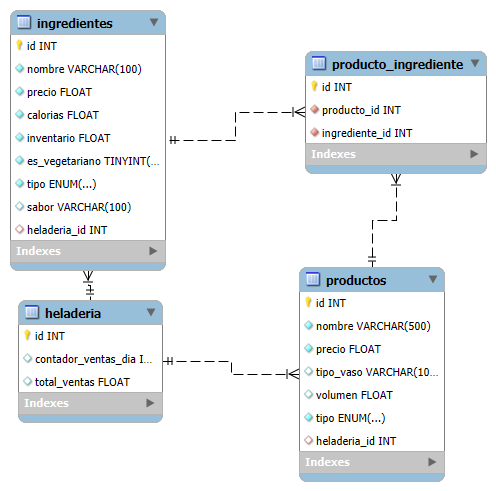 ingredientes
id INT
nombre VARCHAR(100)
precio FLOAT
calorias FLOAT
inventario FLOAT
es_vegetariano TINYINT(...
tipo ENUM(...)
sabor VARCHAR(100)
heladeria_id INT
Indexes
producto_ingrediente
id INT
producto_id INT
ingrediente_id INT
Indexes
heladeria
id INT
contador_ventas_dia I...
total_ventas FLOAT
Indexes
productos
id INT
nombre VARCHAR(500)
precio FLOAT
tipo_vaso VARCHAR(10...
volumen FLOAT
tipo ENUM(...)
heladeria_id INT
Indexes